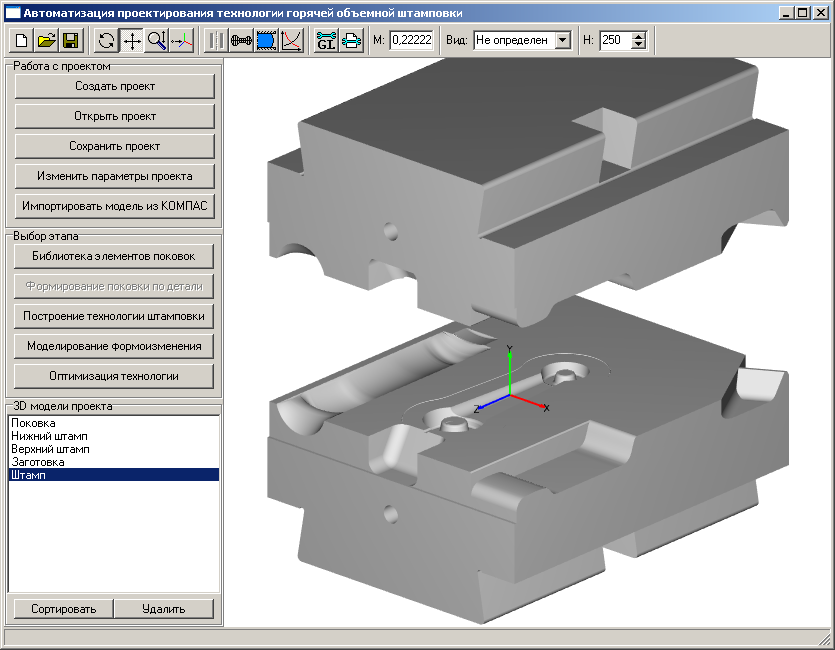 Автоматизация проектирования технологии горячей объемной штамповки
GL М: 0,22222 Вид: Не определен Н: 250
Работа с проектом
Создать проект
Открыть проект
Сохранить проект
Изменить параметры проекта
Импортировать модель из КОМПАС
Выбор этапа
Библиотека элементов поковок
Формирование поковки по детали
Построение технологии штамповки
Моделирование формоизменения
Оптимизация технологии
3D модели проекта
Поковка
Нижний штамп
Верхний штамп
Заготовка
Штамп
Сортировать Удалить
Y
Z
X